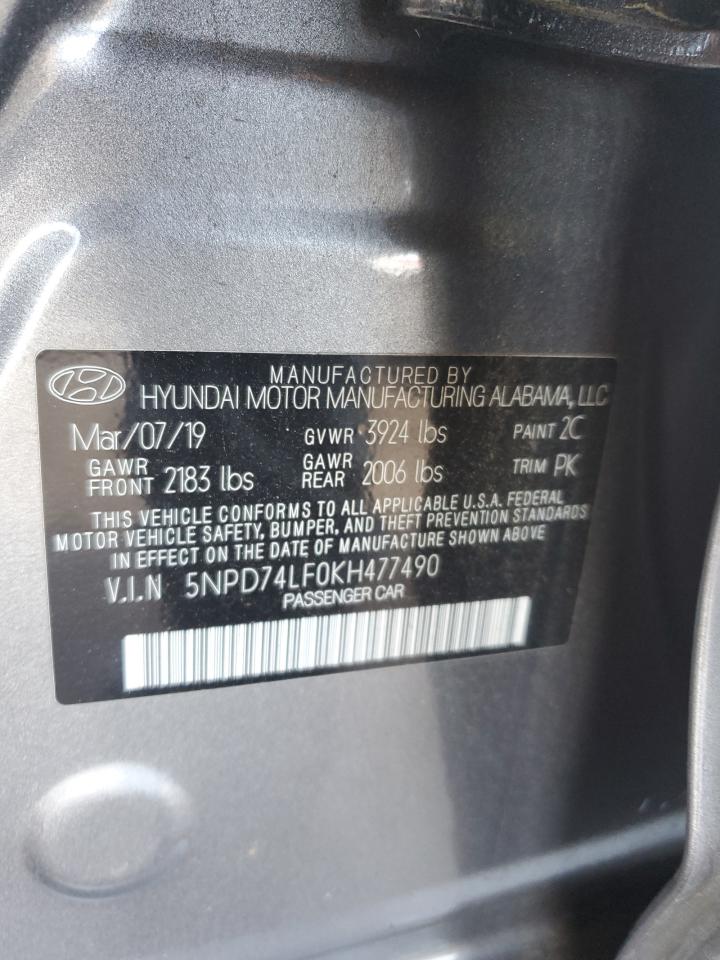 MANUFACTURED BY
HYUNDAI MOTOR MANUFACTURING ALABAMA, LLC
Mar/07/19 GVWR 3924 lbs PAINT 2C
GAWR FRONT 2183 lbs GAWR REAR 2006 lbs TRIM PK
THIS VEHICLE CONFORMS TO ALL APPLICABLE U.S.A. FEDERAL
MOTOR VEHICLE SAFETY, BUMPER, AND THEFT PREVENTION STANDARDS
IN EFFECT ON THE DATE OF MANUFACTURE SHOWN ABOVE.
V.I.N 5NPD74LF0KH477490
PASSENGER CAR